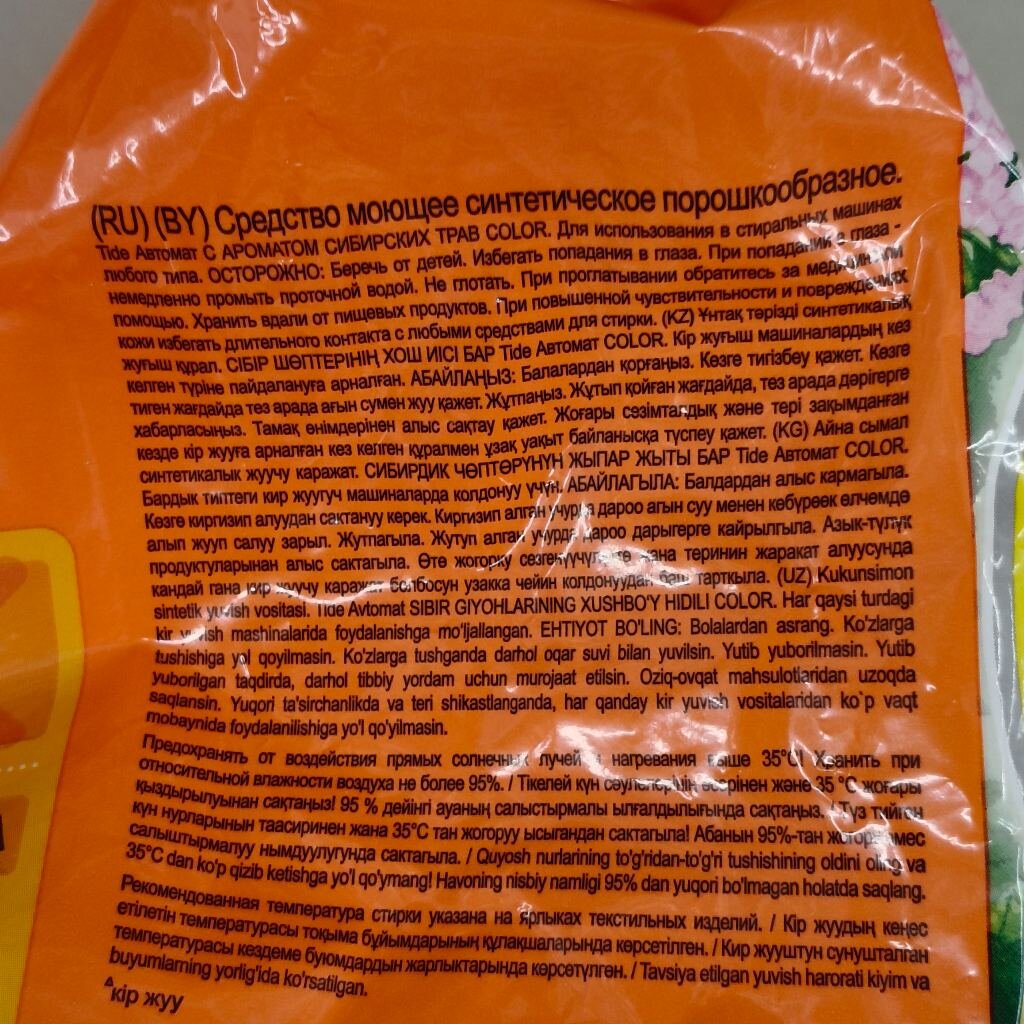 (RU) (BY) Средство моющее синтетическое порошкообразное.
Tide Автомат С АРОМАТОМ СИБИРСКИХ ТРАВ COLOR. Для использования в стиральных машинах
любого типа. ОСТОРОЖНО: Беречь от детей. Избегать попадания в глаза. При попадании в глаза -
немедленно промыть проточной водой. Не глотать. При проглатывании обратитесь за медицинской
помощью. Хранить вдали от пищевых продуктов. При повышенной чувствительности и повреждениях
кожи избегать длительного контакта с любыми средствами для стирки. (KZ) Ұнтақ тәрізді синтетикалық
жуғыш құрал. СІБІР ШӨПТЕРІНІҢ ХОШ ИІСІ БАР Tide Автомат COLOR. Кір жуғыш машиналардың кез
келген түріне пайдалануға арналған. АБАЙЛАҢЫЗ: Балалардан қорғаңыз. Көзге тигізбеу қажет. Көзге
тиген жағдайда тез арада ағын сумен жуу қажет. Жұтпаңыз. Жұтып қойған жағдайда, тез арада дәрігерге
хабарласыңыз. Тамақ өнімдерінен алыс сақтау қажет. Жоғары сезімталдық және тері зақымданған
кезде кір жууға арналған кез келген құралмен ұзақ уақыт байланысқа түспеу қажет. (KG) Айна сымал
синтетикалык жуучу каражат. СИБИРДИК ЧӨПТӨРҮНҮН ЖЫПАР ЖЫТЫ БАР Tide Автомат COLOR.
Бардык типтеги кир жуугуч машиналарда колдонуу үчүн. АБАЙЛАГЫЛА: Балдардан алыс кармагыла.
Көзге киргизип алуудан сактануу керек. Киргизип алган учурда дароо агын суу менен көбүрөөк өлчөмдө
алып жууп салуу зарыл. Жутпагыла. Жутуп алган учурда дароо дарыгерге кайрылгыла. Азык-түлүк
продуктуларынан алыс сактагыла. Өтө жогорку сезгенүүчүлүктө жана теринин жаракат алуусунда
кандай гана кир жуучу каражат болбосун узакка чейин колдонуудан баш тарткыла. (UZ) Kukunsimon
sintetik yuvish vositasi. Tide Avtomat SIBIR GIYOHLARINING XUSHBO'Y HIDILI COLOR. Har qaysi turdagi
kir yuvish mashinalarida foydalanishga mo'ljallangan. EHTIYOT BO'LING: Bolalardan asrang. Ko'zlarga
tushishiga yo'l qoyilmasin. Ko'zlarga tushganda darhol oqar suvi bilan yuvilsin. Yutib yuborilmasin. Yutib
yuborilgan taqdirda, darhol tibbiy yordam uchun murojaat etilsin. Oziq-ovqat mahsulotlaridan uzoqda
saqlansin. Yuqori ta'sirchanlikda va teri shikastlanganda, har qanday kir yuvish vositalaridan ko`p vaqt
mobaynida foydalanilishiga yo'l qo'yilmasin.
Предохранять от воздействия прямых солнечных лучей и нагревания выше 35°C! Хранить при
относительной влажности воздуха не более 95%. / Тікелей күн сәулелерінің әсерінен және 35 °C жоғары
қыздырылуынан сақтаңыз! 95 % дейінгі ауаның салыстырмалы ылғалдылығында сақтаңыз. / Түз тийген
күн нурларынын таасиринен жана 35°C тан жогоруу ысыгандан сактагыла! Абанын 95%-тан жогору эмес
салыштырмалуу нымдуулугунда сактагыла. / Quyosh nurlarining to'g'ridan-to'g'ri tushishining oldini oling va
35°C dan ko'p qizib ketishga yo'l qo'ymang! Havoning nisbiy namligi 95% dan yuqori bo'lmagan holatda saqlang.
Рекомендованная температура стирки указана на ярлыках текстильных изделий. / Кір жуудың кеңес
етілетін температурасы тоқыма бұйымдарының құлақшаларында көрсетілген. / Кир жууштун сунушталган
температурасы кездеме буюмдардын жарлыктарында көрсөтүлгөн. / Tavsiya etilgan yuvish harorati kiyim va
buyumlarning yorlig'ida ko'rsatilgan.
кір жуу